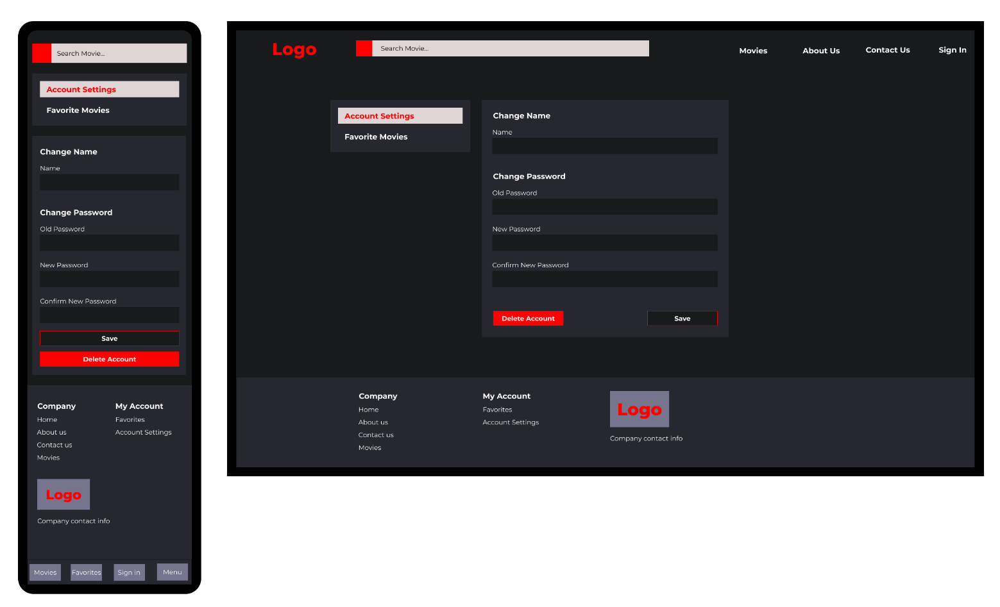 Search Movie...
Account Settings
Favorite Movies
Change Name
Name
Change Password
Old Password
New Password
Confirm New Password
Save
Delete Account
Company
Home
About us
Contact us
Movies
My Account
Favorites
Account Settings
Logo
Company contact info
Movies
Favorites
Sign in
Menu
Logo
Search Movie...
Movies
About Us
Contact Us
Sign In
Account Settings
Favorite Movies
Change Name
Name
Change Password
Old Password
New Password
Confirm New Password
Delete Account
Save
Company
Home
About us
Contact us
Movies
My Account
Favorites
Account Settings
Logo
Company contact info